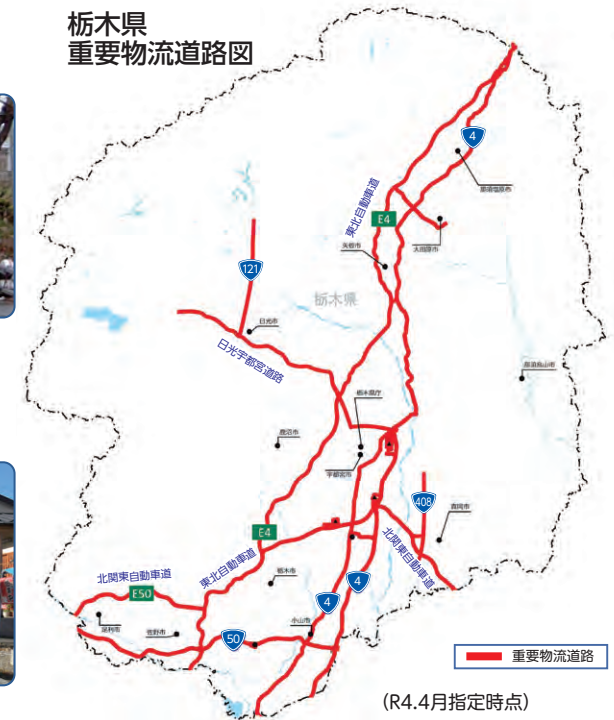 栃木県
重要物流道路図
4
那須塩原市
東北自動車道
E4
大田原市
矢板市
121
栃木県
日光市
日光宇都宮道路
那須烏山市
栃木県庁
鹿沼市
宇都宮市
408
真岡市
E4
北関東自動車道
東北自動車道
北関東自動車道
E50
栃木市
4
4
足利市
佐野市
50
小山市
重要物流道路
(R4.4月指定時点)